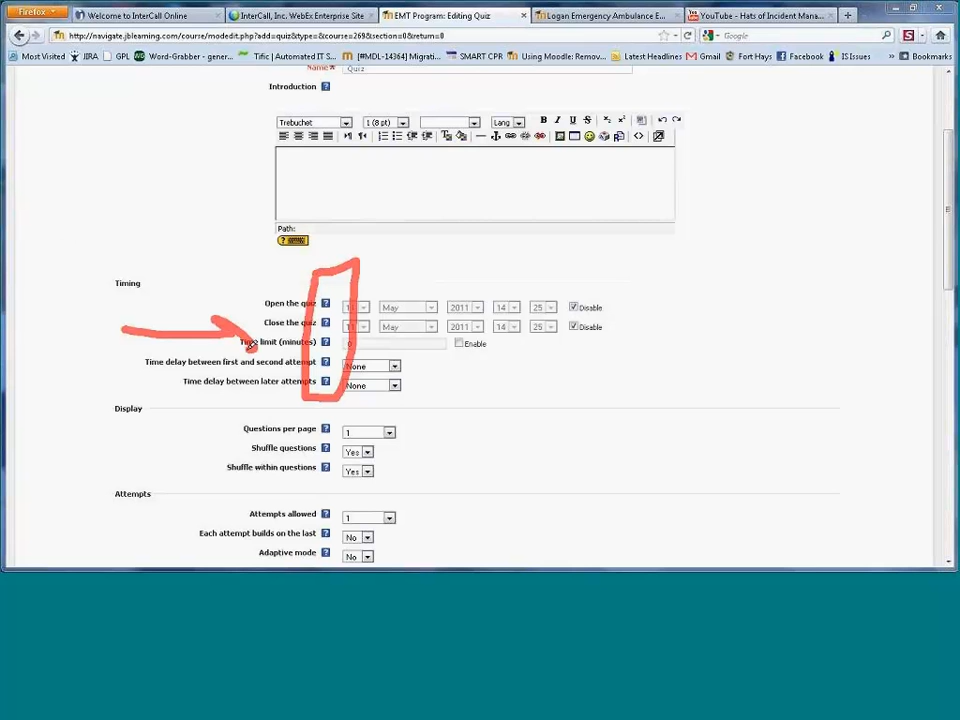 Firefox
Welcome to InterCall Online
InterCall, Inc. WebEx Enterprise Site
EMT Program: Editing Quiz
Logan Emergency Ambulance E...
YouTube - Hats of Incident Mana...
http://navigate.jblearning.com/course/modedit.php?add=quiz&type=&course=269&section=0&return=0
Google
Most Visited JIRA GPL Word-Grabber - gener... Tific | Automated IT S... [#MDL-14364] Migrati... SMART CPR Using Moodle: Remov... Latest Headlines Gmail Fort Hays Facebook IS Issues Bookmarks
Name* Quiz
Introduction
Trebuchet 1 (8 pt) Lang B I U S
Path:
Timing
Open the quiz May 2011 14 25 Disable
Close the quiz 11 May 2011 14 25 Disable
Time limit (minutes) 0 Enable
Time delay between first and second attempt None
Time delay between later attempts None
Display
Questions per page 1
Shuffle questions Yes
Shuffle within questions Yes
Attempts
Attempts allowed 1
Each attempt builds on the last No
Adaptive mode No